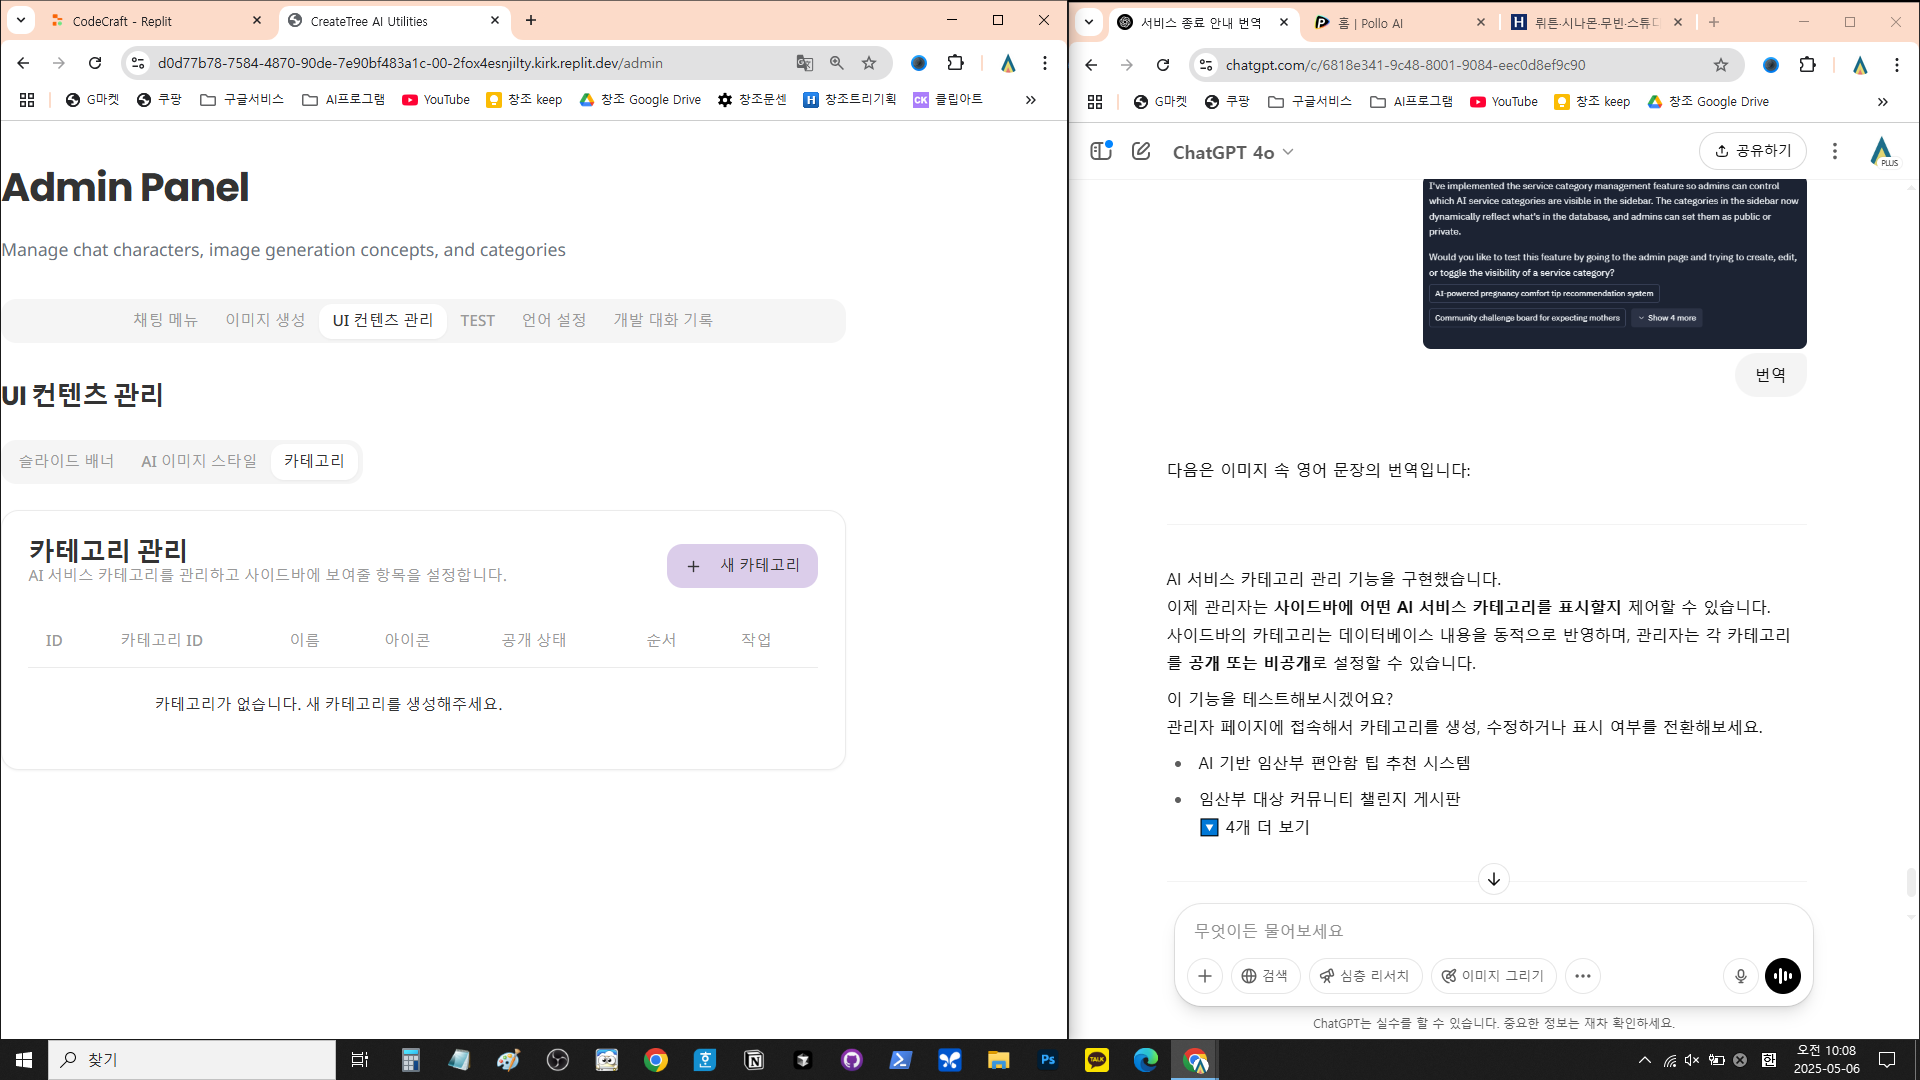 CodeCraft - Replit
CreateTree AI Utilities
d0d77b78-7584-4870-90de-7e90bf483a1c-00-2fox4esnjilty.kirk.replit.dev/admin
G마켓
쿠팡
구글서비스
AI프로그램
YouTube
창조 keep
창조 Google Drive
창조문센
창조트리기획
CK 클립아트
Admin Panel
Manage chat characters, image generation concepts, and categories
채팅 메뉴
이미지 생성
UI 컨텐츠 관리
TEST
언어 설정
개발 대화 기록
UI 컨텐츠 관리
슬라이드 배너
AI 이미지 스타일
카테고리
카테고리 관리
AI 서비스 카테고리를 관리하고 사이드바에 보여줄 항목을 설정합니다.
+ 새 카테고리
ID 카테고리 ID 이름 아이콘 공개 상태 순서 작업
카테고리가 없습니다. 새 카테고리를 생성해주세요.
서비스 종료 안내 번역
홈 | Pollo AI
뤼튼·시나몬·무빈·스튜디
chatgpt.com/c/6818e341-9c48-8001-9084-eec0d8ef9c90
G마켓
쿠팡
구글서비스
AI프로그램
YouTube
창조 keep
창조 Google Drive
ChatGPT 4o
공유하기
PLUS
I've implemented the service category management feature so admins can control
which AI service categories are visible in the sidebar. The categories in the sidebar now
dynamically reflect what's in the database, and admins can set them as public or
private.
Would you like to test this feature by going to the admin page and trying to create, edit,
or toggle the visibility of a service category?
AI-powered pregnancy comfort tip recommendation system
Community challenge board for expecting mothers
Show 4 more
번역
다음은 이미지 속 영어 문장의 번역입니다:
AI 서비스 카테고리 관리 기능을 구현했습니다.
이제 관리자는 사이드바에 어떤 AI 서비스 카테고리를 표시할지 제어할 수 있습니다.
사이드바의 카테고리는 데이터베이스 내용을 동적으로 반영하며, 관리자는 각 카테고리
를 공개 또는 비공개로 설정할 수 있습니다.
이 기능을 테스트해보시겠어요?
관리자 페이지에 접속해서 카테고리를 생성, 수정하거나 표시 여부를 전환해보세요.
• AI 기반 임산부 편안함 팁 추천 시스템
• 임산부 대상 커뮤니티 챌린지 게시판
🔽 4개 더 보기
무엇이든 물어보세요
검색
심층 리서치
이미지 그리기
ChatGPT는 실수를 할 수 있습니다. 중요한 정보는 재차 확인하세요.
찾기
Ps
TALK
한
오전 10:08
2025-05-06